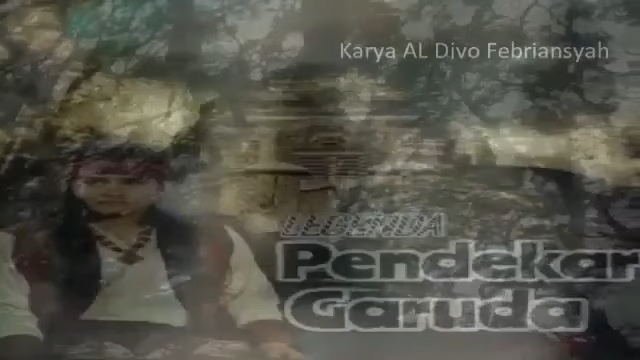 Karya AL Divo Febriansyah
LEGENDA
Pendekar
Garuda